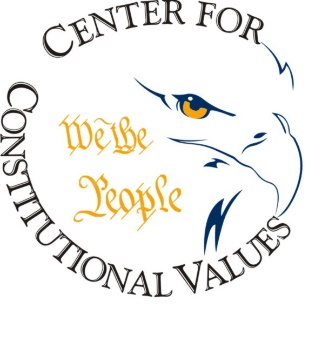 CENTER FOR
CONSTITUTIONAL VALUES
We the
People